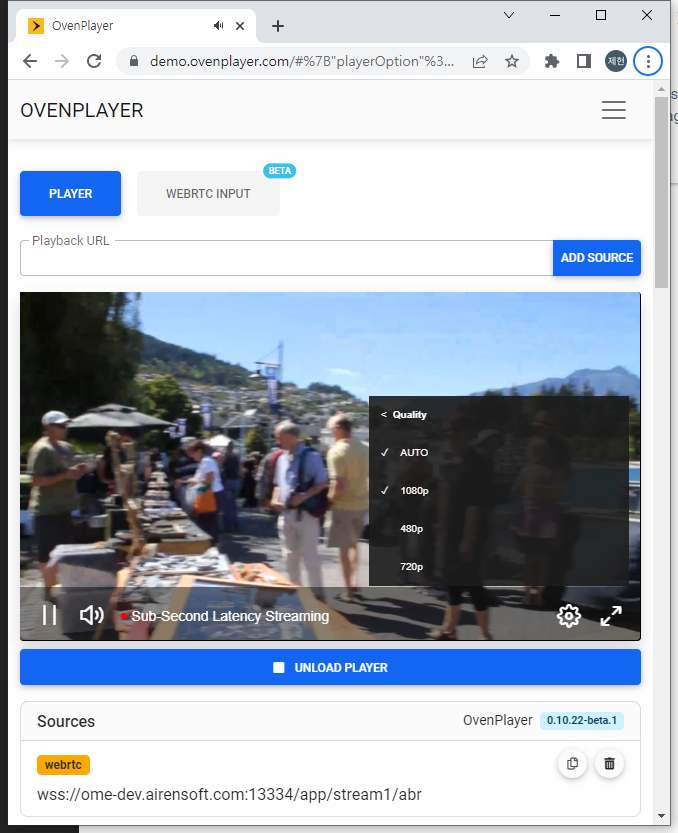 OvenPlayer
demo.ovenplayer.com/#%7B"playerOption"%3...
제헌
OVENPLAYER
BETA
PLAYER
WEBRTC INPUT
Playback URL
ADD SOURCE
< Quality
✓ AUTO
✓ 1080p
480p
720p
Sub-Second Latency Streaming
UNLOAD PLAYER
Sources
OvenPlayer 0.10.22-beta.1
webrtc
wss://ome-dev.airensoft.com:13334/app/stream1/abr